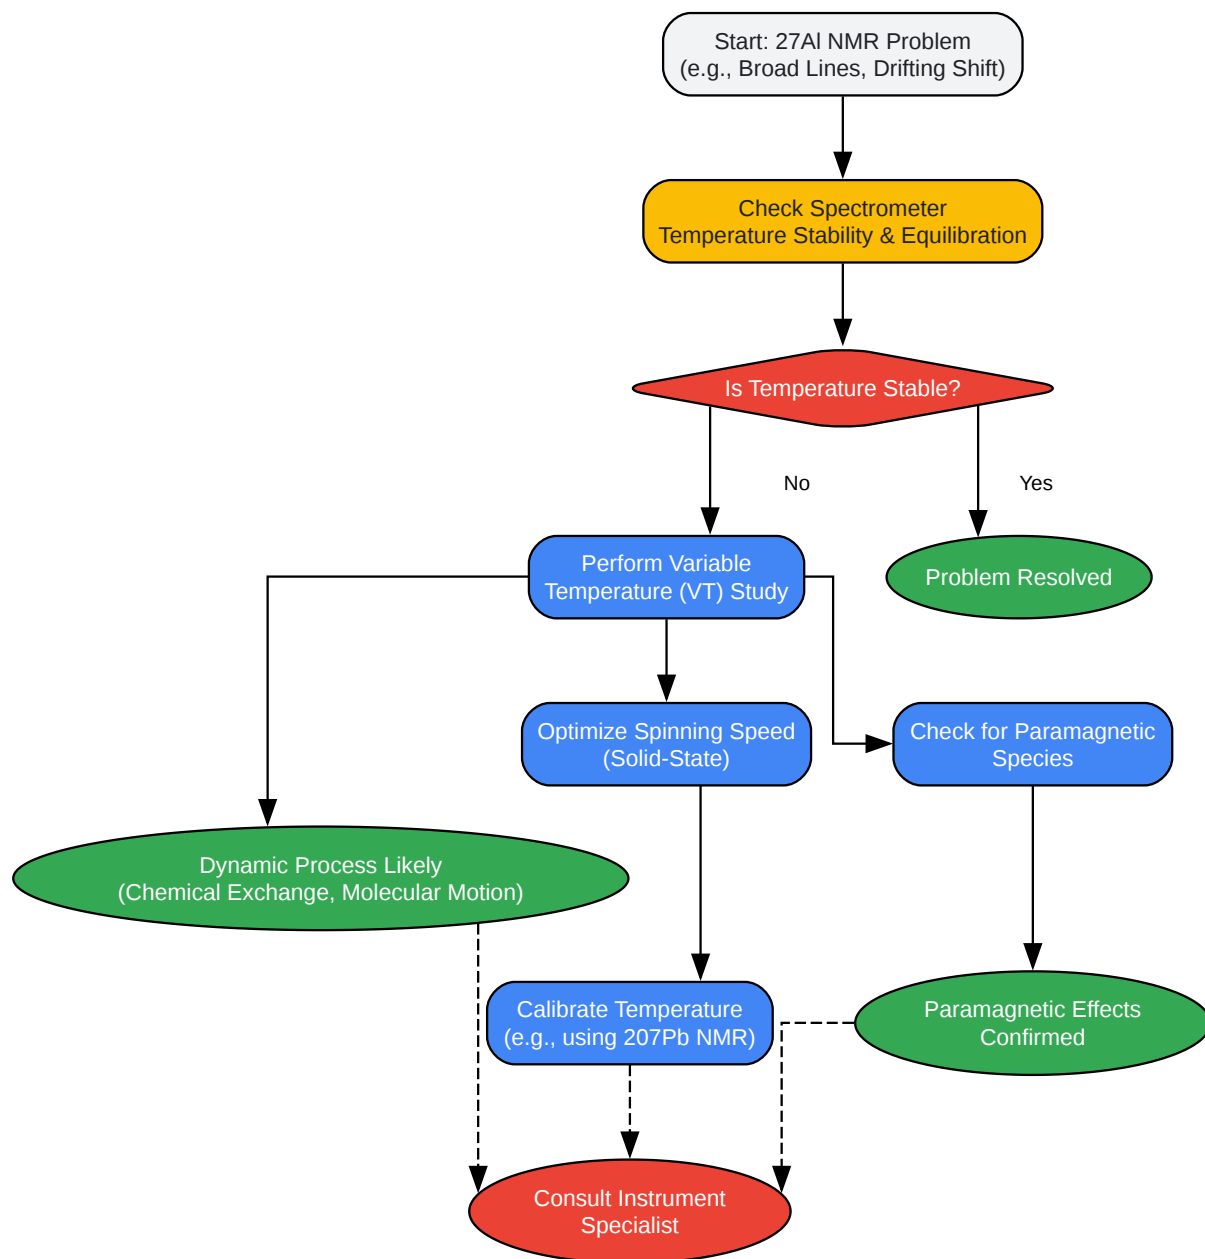 Start: 27Al NMR Problem
(e.g., Broad Lines, Drifting Shift)
Check Spectrometer
Temperature Stability & Equilibration
Is Temperature Stable?
No
Yes
Perform Variable
Temperature (VT) Study
Problem Resolved
Optimize Spinning Speed
(Solid-State)
Check for Paramagnetic
Species
Dynamic Process Likely
(Chemical Exchange, Molecular Motion)
Calibrate Temperature
(e.g., using 207Pb NMR)
Paramagnetic Effects
Confirmed
Consult Instrument
Specialist